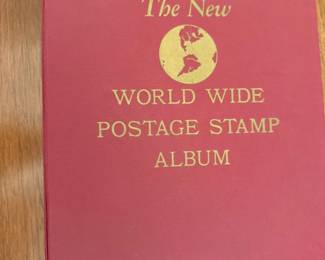 The New
WORLD WIDE
POSTAGE STAMP
ALBUM